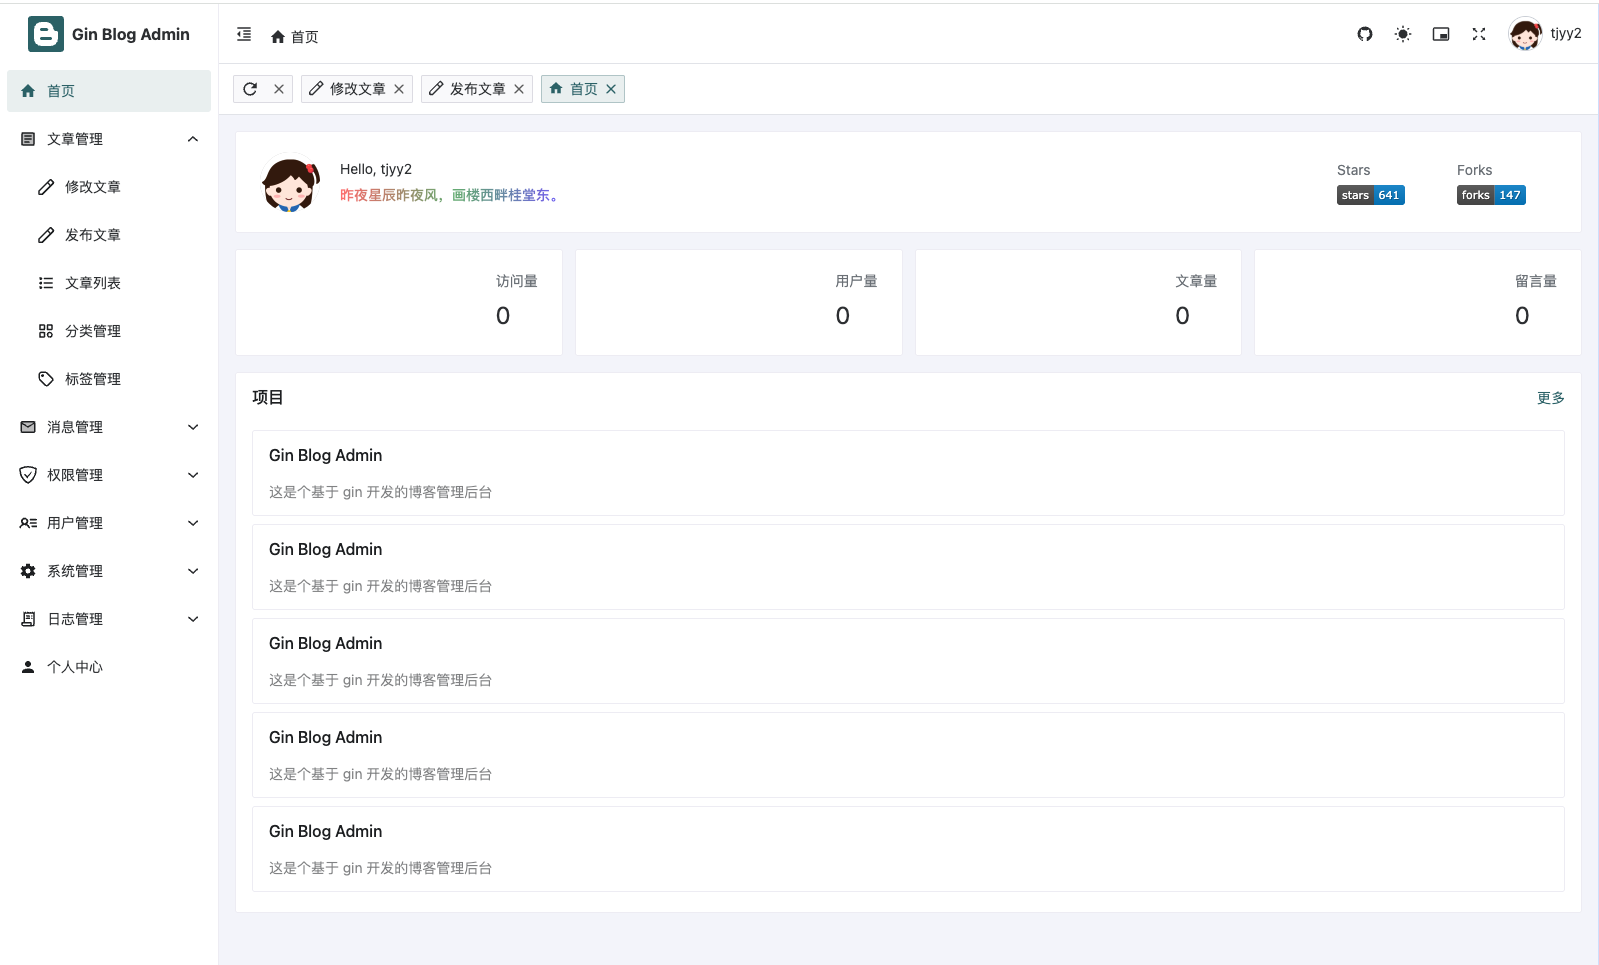 Gin Blog Admin
首页
文章管理
修改文章
发布文章
文章列表
分类管理
标签管理
消息管理
权限管理
用户管理
系统管理
日志管理
个人中心
首页
tjyy2
修改文章
发布文章
首页
Hello, tjyy2
昨夜星辰昨夜风，画楼西畔桂堂东。
Stars
stars 641
Forks
forks 147
访问量
0
用户量
0
文章量
0
留言量
0
项目
更多
Gin Blog Admin
这是个基于 gin 开发的博客管理后台
Gin Blog Admin
这是个基于 gin 开发的博客管理后台
Gin Blog Admin
这是个基于 gin 开发的博客管理后台
Gin Blog Admin
这是个基于 gin 开发的博客管理后台
Gin Blog Admin
这是个基于 gin 开发的博客管理后台